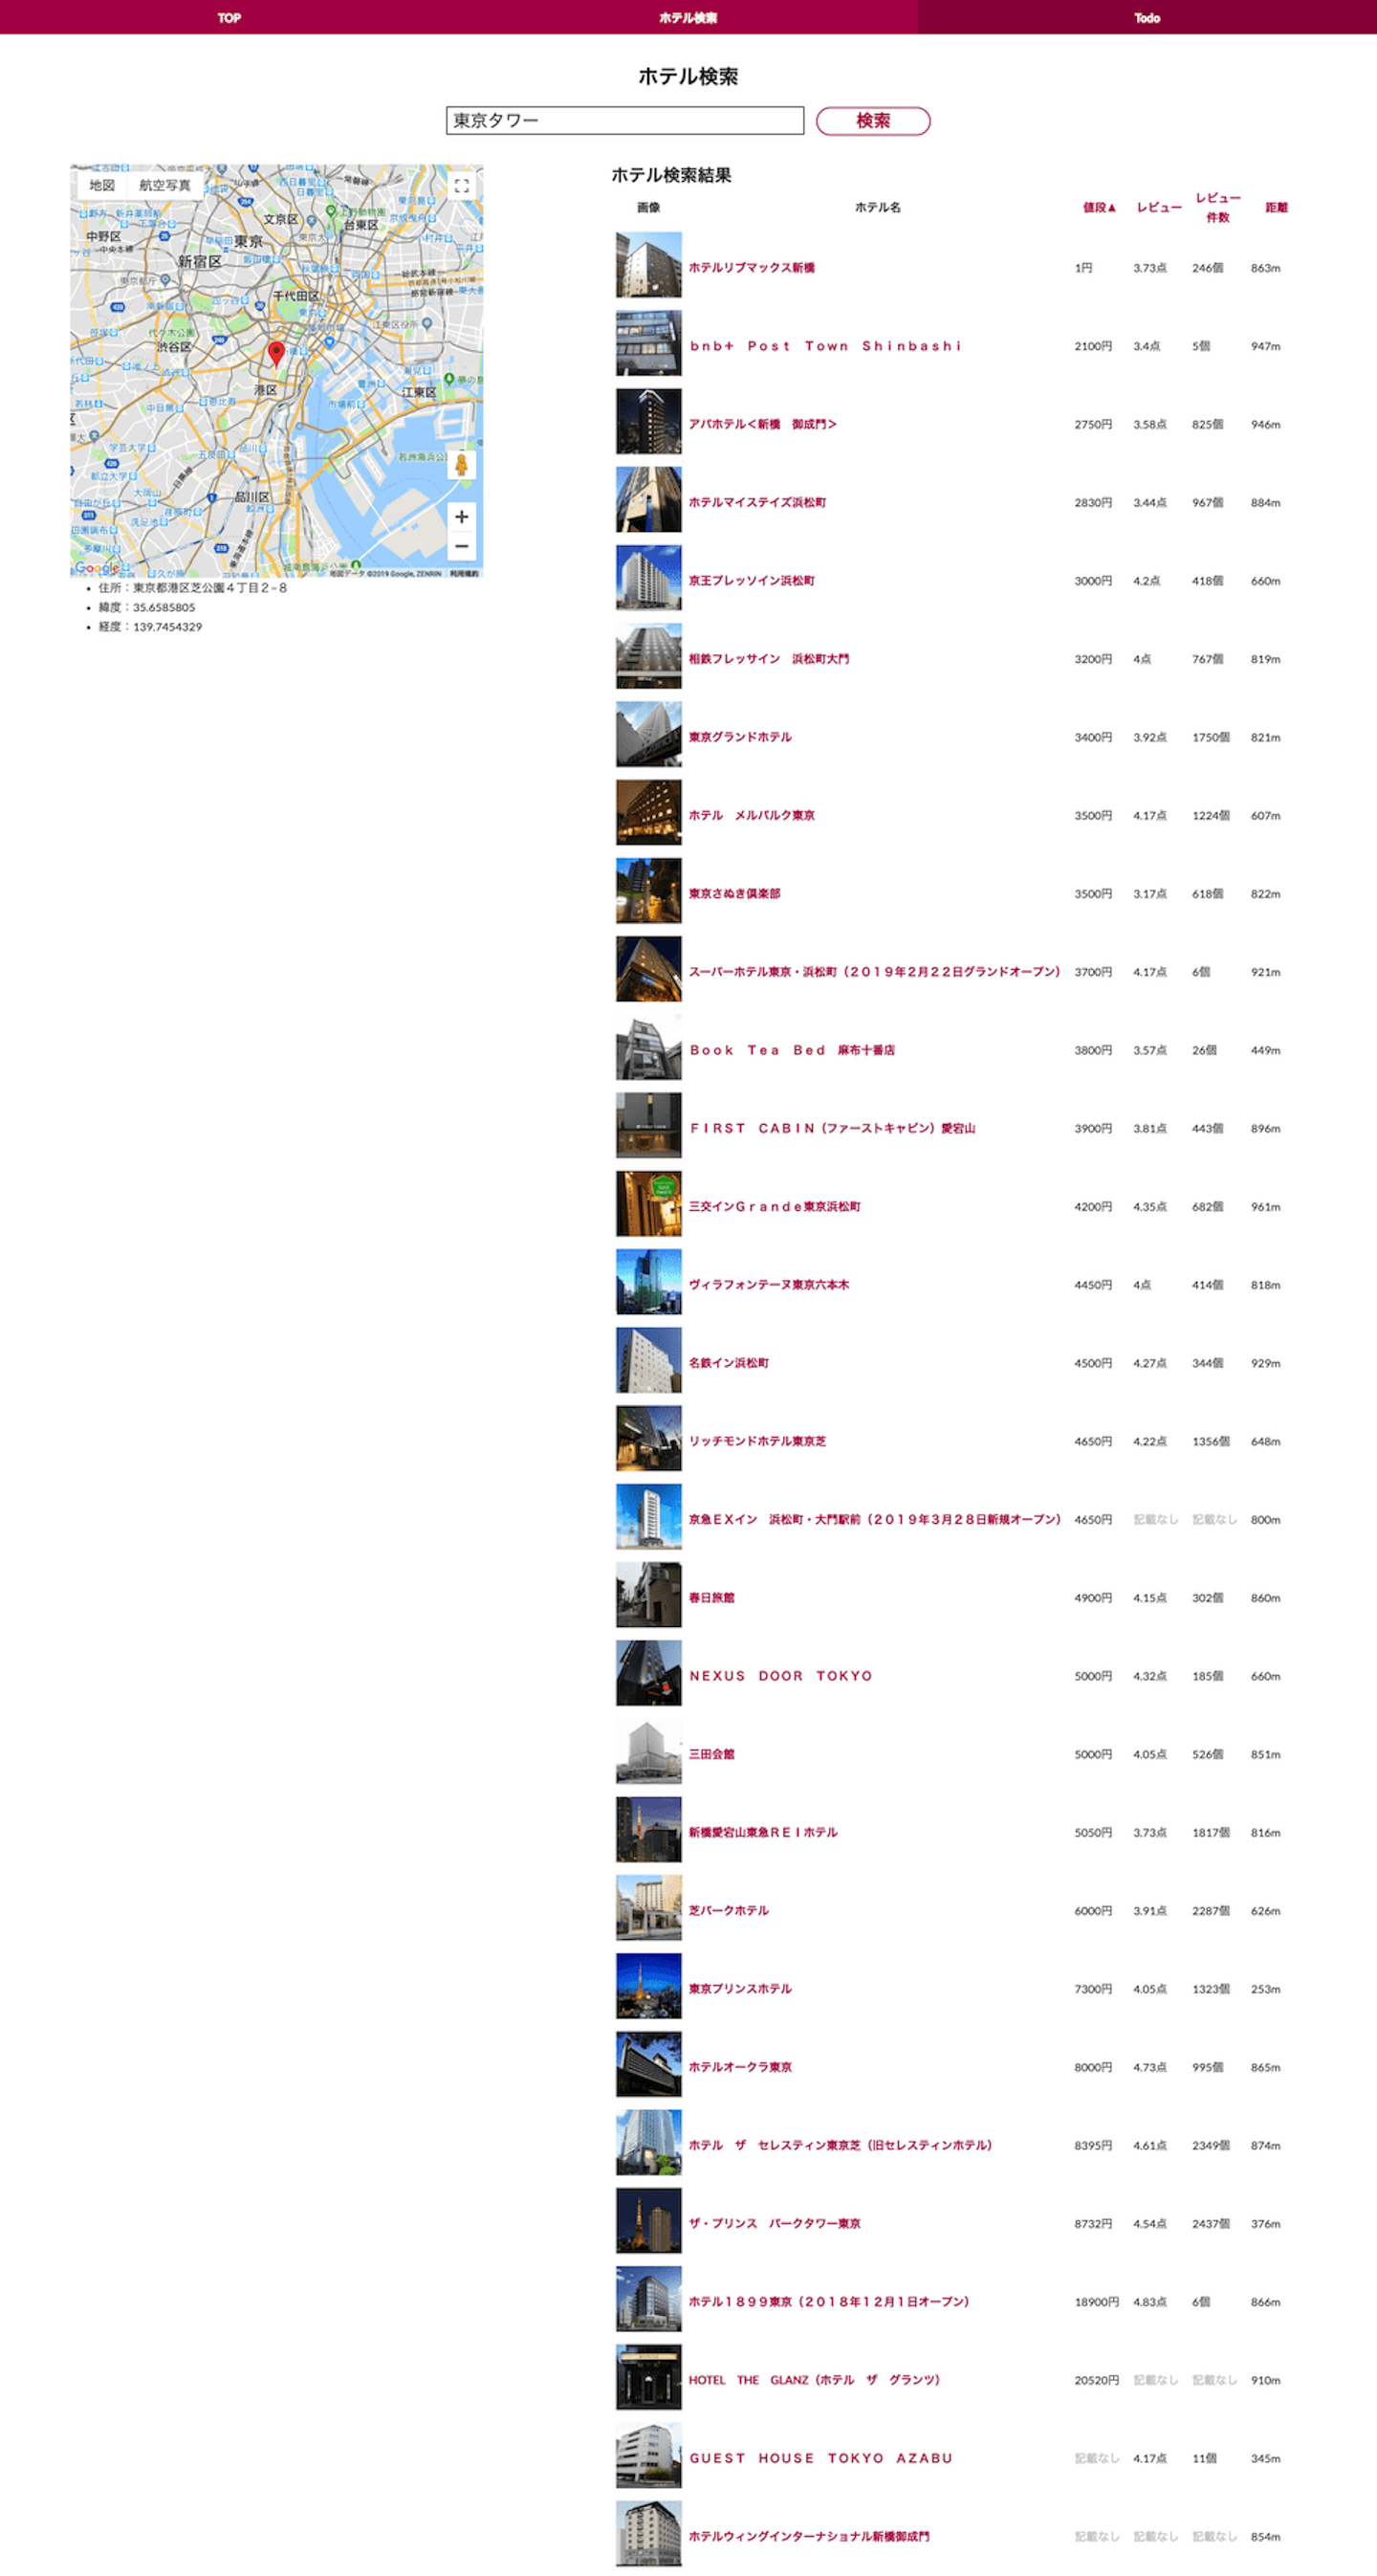 TOP ホテル検索 Todo
ホテル検索
東京タワー 検索
地図 航空写真
文京区
上野動物園
台東区
中野区
東京
新宿区
千代田区
渋谷区
港区
江東区
品川区
Google
地図データ ©2019 Google, ZENRIN 利用規約
住所：東京都港区芝公園４丁目２−８
緯度：35.6585805
経度：139.7454329
ホテル検索結果
画像 ホテル名 値段▲ レビュー レビュー件数 距離
ホテルリブマックス新橋 1円 3.73点 246個 863m
ｂｎｂ＋　Ｐｏｓｔ　Ｔｏｗｎ　Ｓｈｉｎｂａｓｈｉ 2100円 3.4点 5個 947m
アパホテル＜新橋　御成門＞ 2750円 3.58点 825個 946m
ホテルマイステイズ浜松町 2830円 3.44点 967個 884m
京王プレッソイン浜松町 3000円 4.2点 418個 660m
相鉄フレッサイン　浜松町大門 3200円 4点 767個 819m
東京グランドホテル 3400円 3.92点 1750個 821m
ホテル　メルパルク東京 3500円 4.17点 1224個 607m
東京さぬき倶楽部 3500円 3.17点 618個 822m
スーパーホテル東京・浜松町（２０１９年２月２２日グランドオープン） 3700円 4.17点 6個 921m
Ｂｏｏｋ　Ｔｅａ　Ｂｅｄ　麻布十番店 3800円 3.57点 26個 449m
ＦＩＲＳＴ　ＣＡＢＩＮ（ファーストキャビン）愛宕山 3900円 3.81点 443個 896m
三交インＧｒａｎｄｅ東京浜松町 4200円 4.35点 682個 961m
ヴィラフォンテーヌ東京六本木 4450円 4点 414個 818m
名鉄イン浜松町 4500円 4.27点 344個 929m
リッチモンドホテル東京芝 4650円 4.22点 1356個 648m
京急ＥＸイン　浜松町・大門駅前（２０１９年３月２８日新規オープン） 4650円 記載なし 記載なし 800m
春日旅館 4900円 4.15点 302個 860m
ＮＥＸＵＳ　ＤＯＯＲ　ＴＯＫＹＯ 5000円 4.32点 185個 660m
三田会館 5000円 4.05点 526個 851m
新橋愛宕山東急ＲＥＩホテル 5050円 3.73点 1817個 816m
芝パークホテル 6000円 3.91点 2287個 626m
東京プリンスホテル 7300円 4.05点 1323個 253m
ホテルオークラ東京 8000円 4.73点 995個 865m
ホテル　ザ　セレスティン東京芝（旧セレスティンホテル） 8395円 4.61点 2349個 874m
ザ・プリンス　パークタワー東京 8732円 4.54点 2437個 376m
ホテル１８９９東京（２０１８年１２月１日オープン） 18900円 4.83点 6個 866m
HOTEL　THE　GLANZ（ホテル　ザ　グランツ） 20520円 記載なし 記載なし 910m
ＧＵＥＳＴ　ＨＯＵＳＥ　ＴＯＫＹＯ　ＡＺＡＢＵ 記載なし 4.17点 11個 345m
ホテルウィングインターナショナル新橋御成門 記載なし 記載なし 記載なし 854m